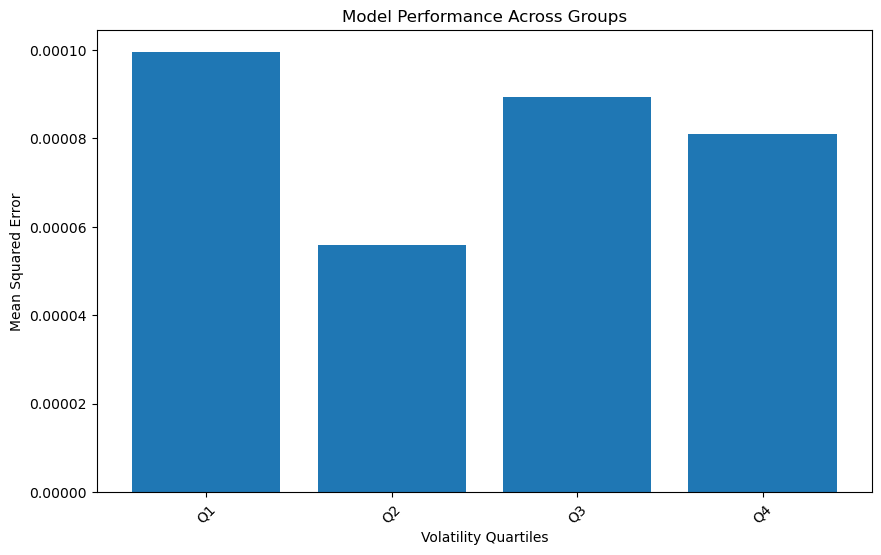 Model Performance Across Groups
Mean Squared Error
0.00010
0.00008
0.00006
0.00004
0.00002
0.00000
Q1 Q2 Q3 Q4
Volatility Quartiles